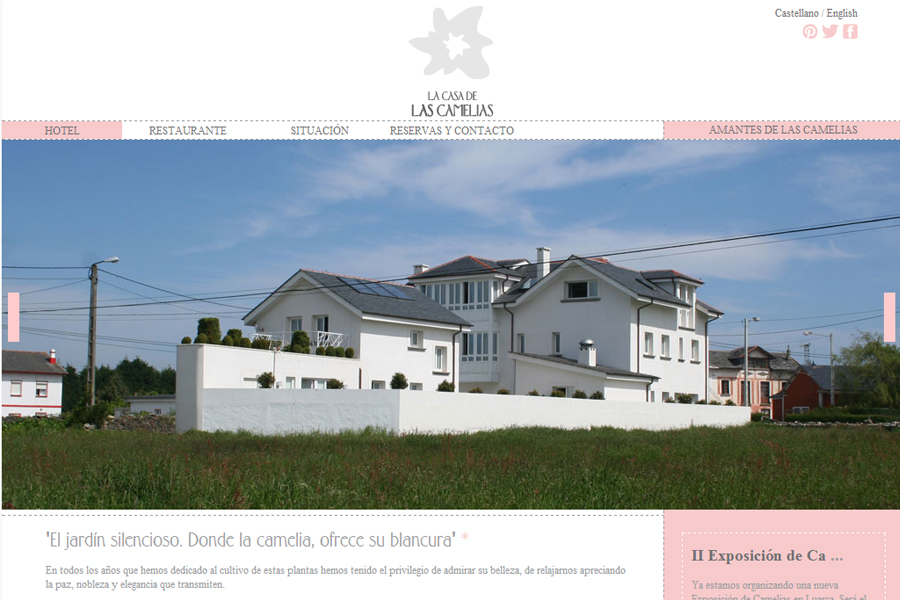 Castellano / English
LA CASA DE
LAS CAMELIAS
HOTEL
RESTAURANTE
SITUACIÓN
RESERVAS Y CONTACTO
AMANTES DE LAS CAMELIAS
"El jardín silencioso. Donde la camelia, ofrece su blancura" *
En todos los años que hemos dedicado al cultivo de estas plantas hemos tenido el privilegio de admirar su belleza, de relajarnos apreciando
la paz, nobleza y elegancia que transmiten.
II Exposición de Ca ...
Ya estamos organizando una nueva
Exposición de Camelias en Luarca. Será el